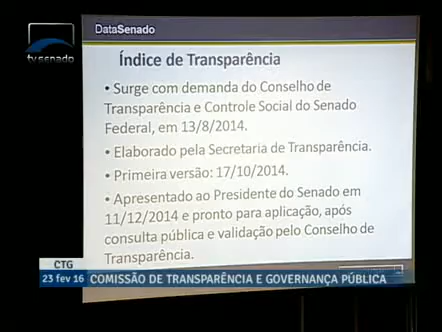 DataSenado
tv senado
Índice de Transparência
• Surge com demanda do Conselho de
Transparência e Controle Social do Senado
Federal, em 13/8/2014.
• Elaborado pela Secretaria de Transparência.
• Primeira versão: 17/10/2014.
• Apresentado ao Presidente do Senado em
11/12/2014 e pronto para aplicação, após
consulta pública e validação pelo Conselho de
Transparência.
CTG
23 fev 16 COMISSÃO DE TRANSPARÊNCIA E GOVERNANÇA PÚBLICA